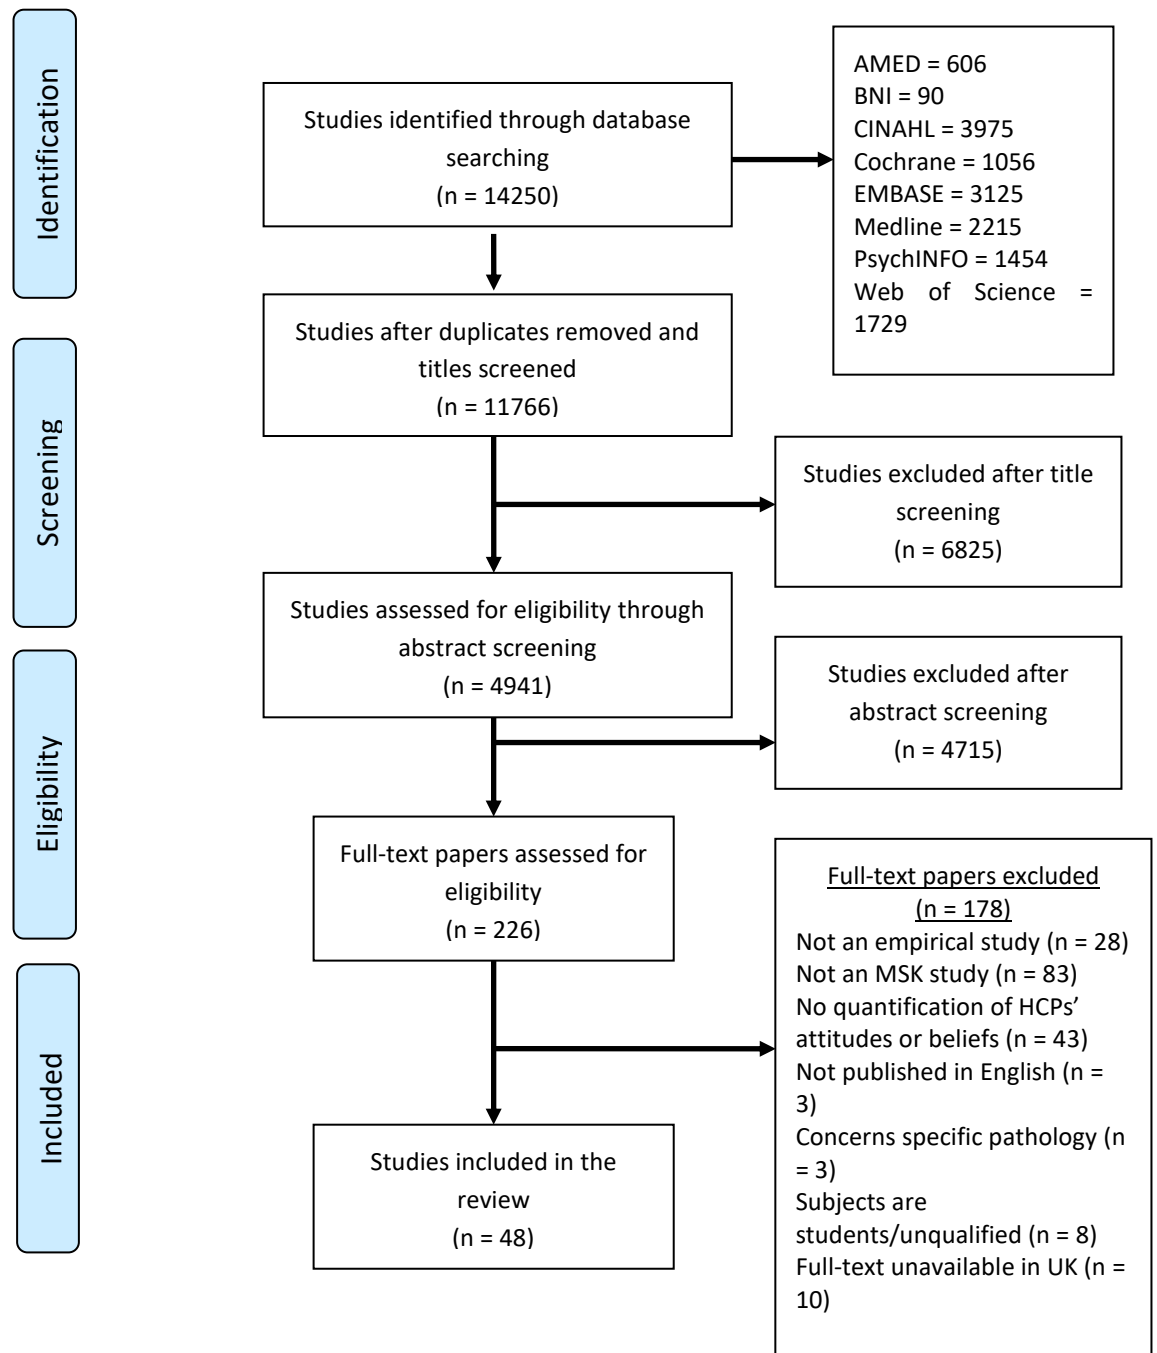 Identification
Studies identified through database
searching
(n = 14250)
AMED = 606
BNI = 90
CINAHL = 3975
Cochrane = 1056
EMBASE = 3125
Medline = 2215
PsychINFO = 1454
Web of Science =
1729
Studies after duplicates removed and
titles screened
(n = 11766)
Screening
Studies excluded after title
screening
(n = 6825)
Studies assessed for eligibility through
abstract screening
(n = 4941)
Studies excluded after
abstract screening
(n = 4715)
Eligibility
Full-text papers assessed for
eligibility
(n = 226)
Full-text papers excluded
(n = 178)
Not an empirical study (n = 28)
Not an MSK study (n = 83)
No quantification of HCPs’
attitudes or beliefs (n = 43)
Not published in English (n =
3)
Concerns specific pathology (n
= 3)
Subjects are
students/unqualified (n = 8)
Full-text unavailable in UK (n =
10)
Included
Studies included in the
review
(n = 48)